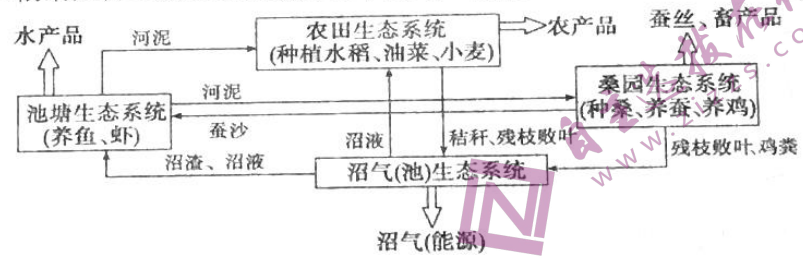 水产品
河泥
农田生态系统
(种植水稻、油菜、小麦)
农产品
蚕丝、畜产品
池塘生态系统
(养鱼、虾)
河泥
蚕沙
桑园生态系统
(种桑、养蚕、养鸡)
沼液
秸秆、残枝败叶
残枝败叶、鸡粪
沼渣、沼液
沼气(池)生态系统
沼气(能源)